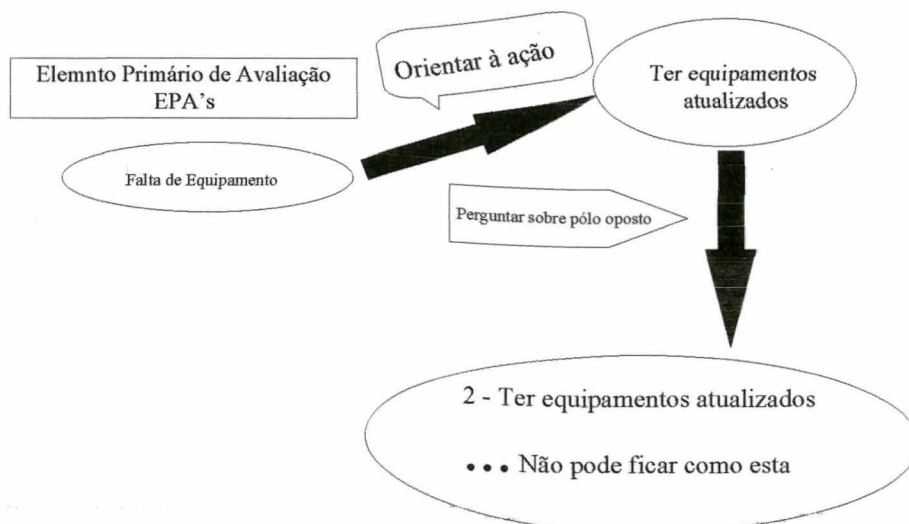 Elemnto Primário de Avaliação
EPA's
Orientar à ação
Ter equipamentos
atualizados
Falta de Equipamento
Perguntar sobre pólo oposto
2 - Ter equipamentos atualizados
••• Não pode ficar como esta